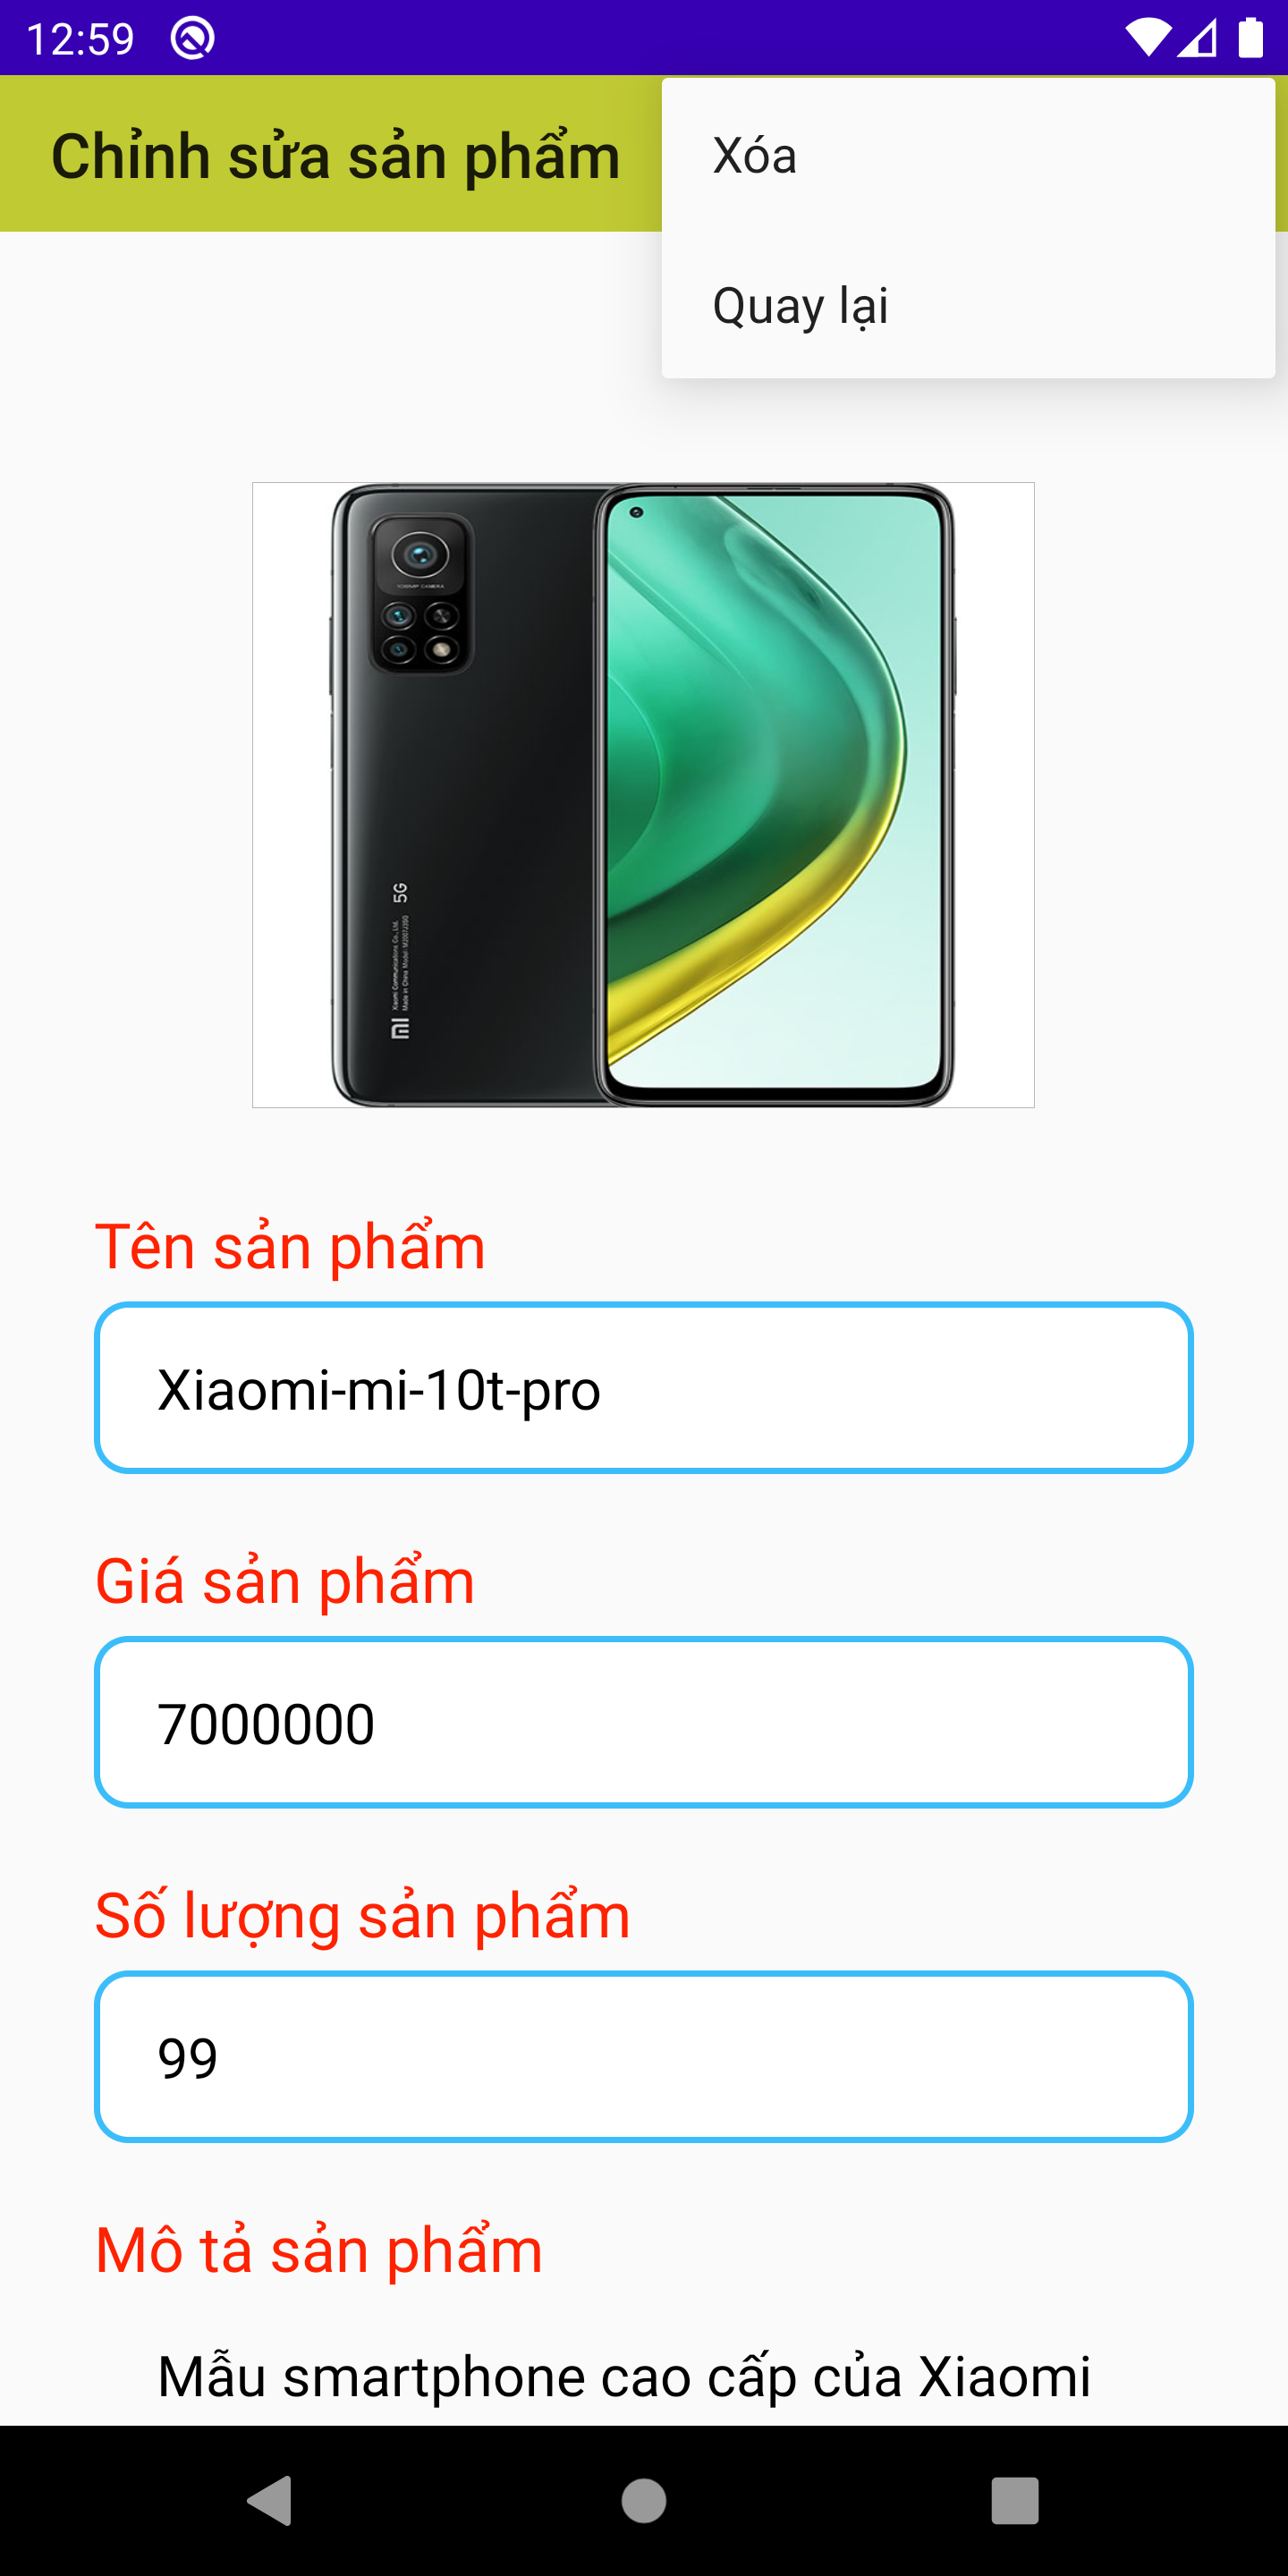 12:59
Chỉnh sửa sản phẩm
Xóa
Quay lại
5G
Tên sản phẩm
Xiaomi-mi-10t-pro
Giá sản phẩm
7000000
Số lượng sản phẩm
99
Mô tả sản phẩm
Mẫu smartphone cao cấp của Xiaomi